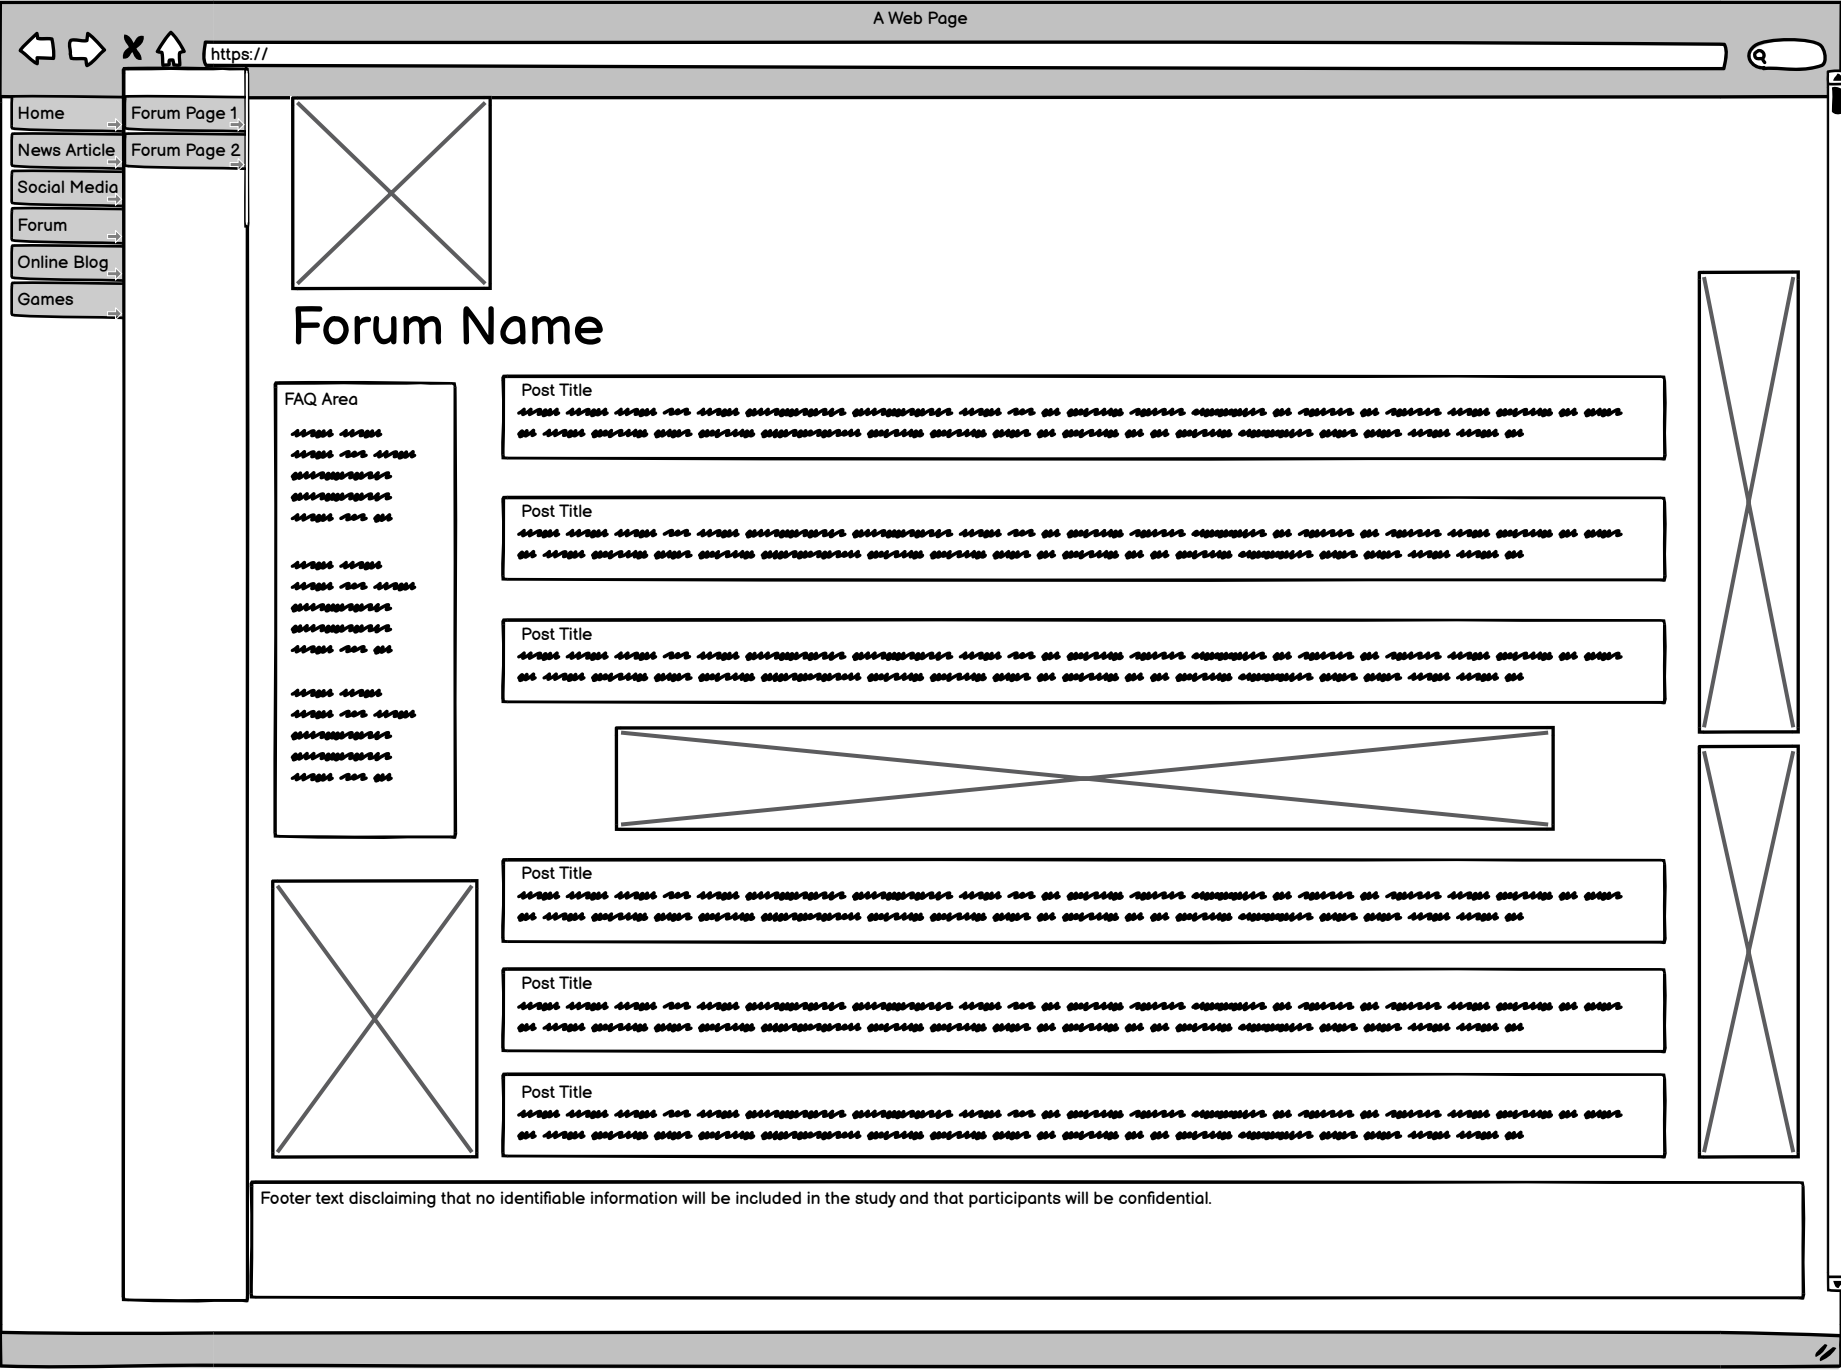 A Web Page
https://
Home
News Article
Social Media
Forum
Online Blog
Games
Forum Page 1
Forum Page 2
Forum Name
FAQ Area
Post Title
Post Title
Post Title
Post Title
Post Title
Post Title
Footer text disclaiming that no identifiable information will be included in the study and that participants will be confidential.